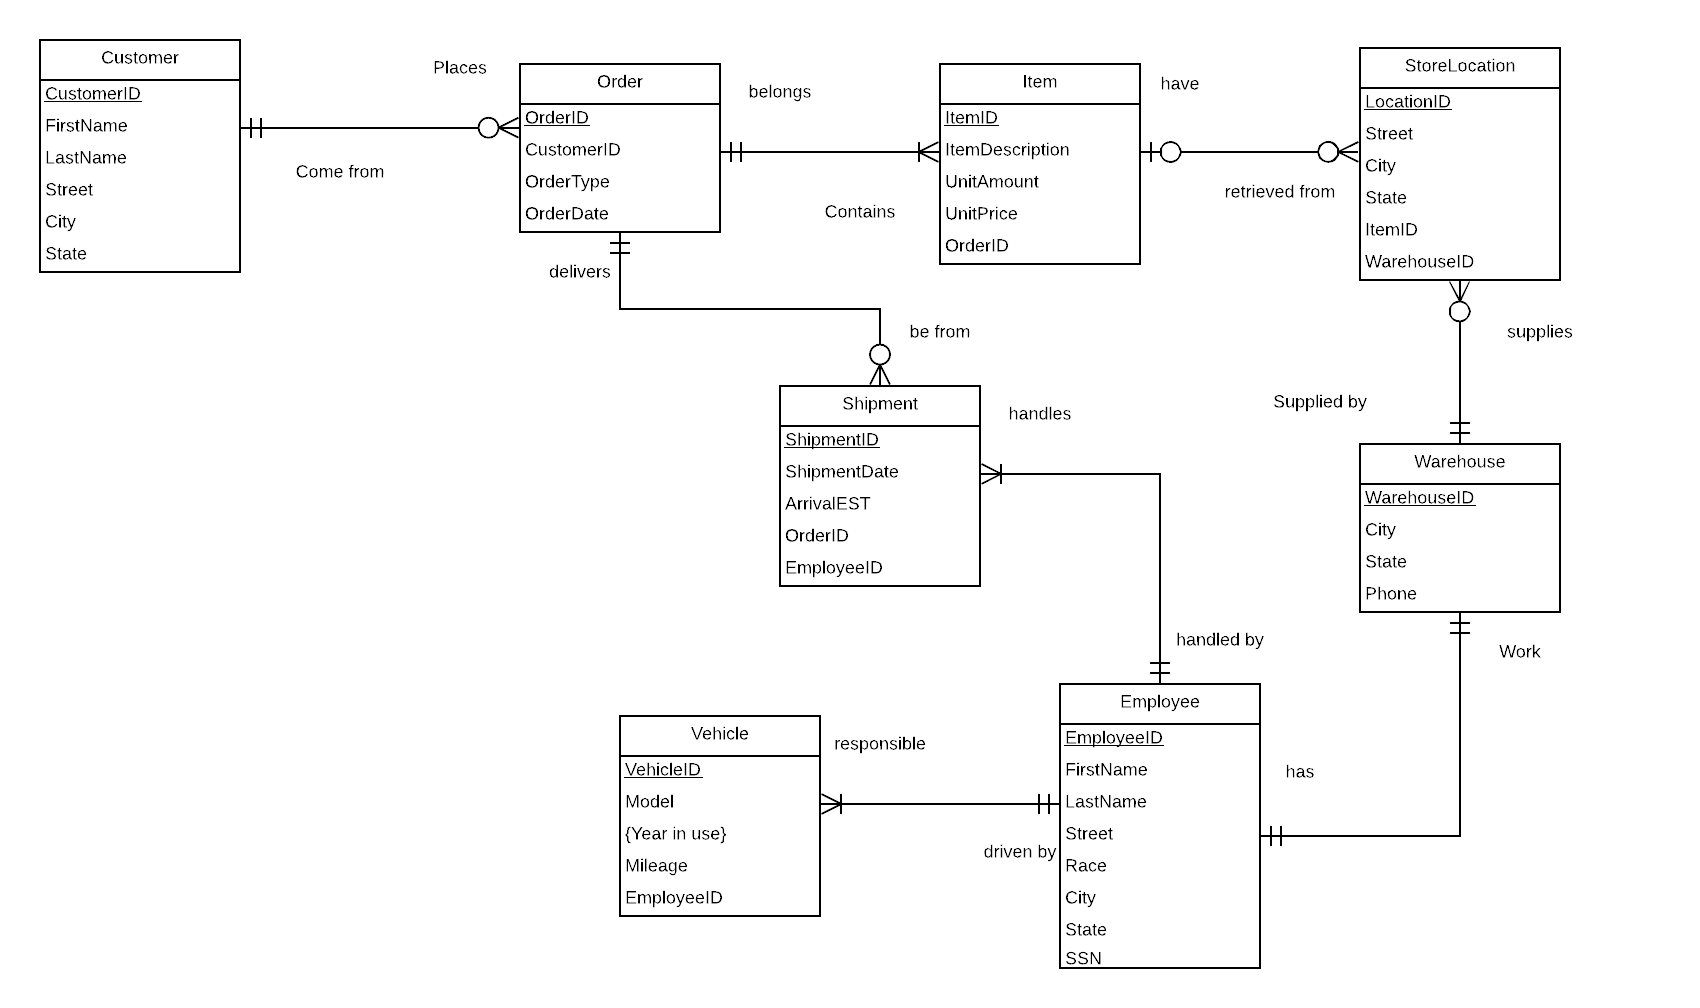 Customer
CustomerID
FirstName
LastName
Street
City
State
Places
Come from
Order
OrderID
CustomerID
OrderType
OrderDate
belongs
Contains
Item
ItemID
ItemDescription
UnitAmount
UnitPrice
OrderID
have
retrieved from
StoreLocation
LocationID
Street
City
State
ItemID
WarehouseID
delivers
be from
supplies
Supplied by
Shipment
ShipmentID
ShipmentDate
ArrivalEST
OrderID
EmployeeID
handles
handled by
Warehouse
WarehouseID
City
State
Phone
Work
has
Vehicle
VehicleID
Model
{Year in use}
Mileage
EmployeeID
responsible
driven by
Employee
EmployeeID
FirstName
LastName
Street
Race
City
State
SSN